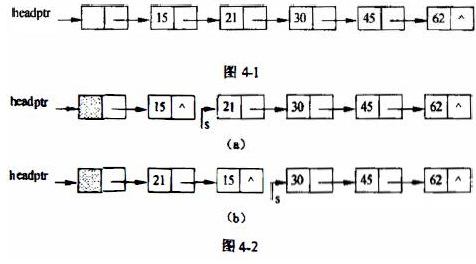 headptr 15 21 30 45 62 ^
图 4-1
headptr 15 ^ s 21 30 45 62 ^
(a)
headptr 21 15 ^ s 30 45 62 ^
(b)
图 4-2